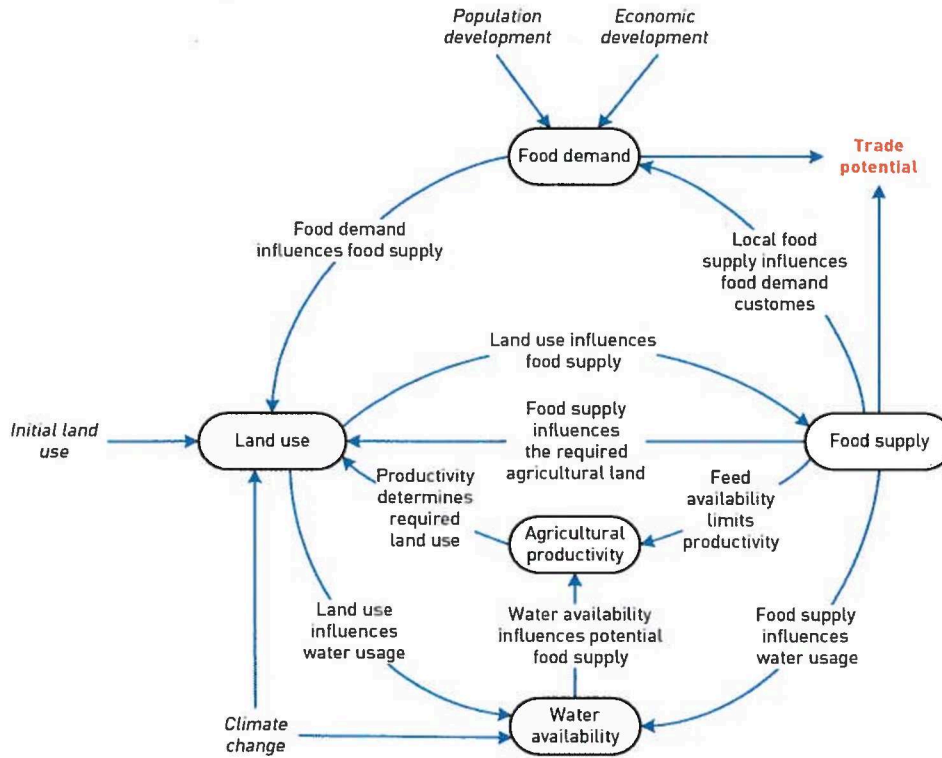 Population
development
Economic
development
Food demand
Trade
potential
Food demand
influences food supply
Local food
supply influences
food demand
customes
Land use influences
food supply
Initial land
use
Land use
Food supply
influences
the required
agricultural land
Food supply
Productivity
determines
required
land use
Feed
availability
limits
productivity
Agricultural
productivity
Land use
influences
water usage
Water availability
influences potential
food supply
Food supply
influences
water usage
Climate
change
Water
availability